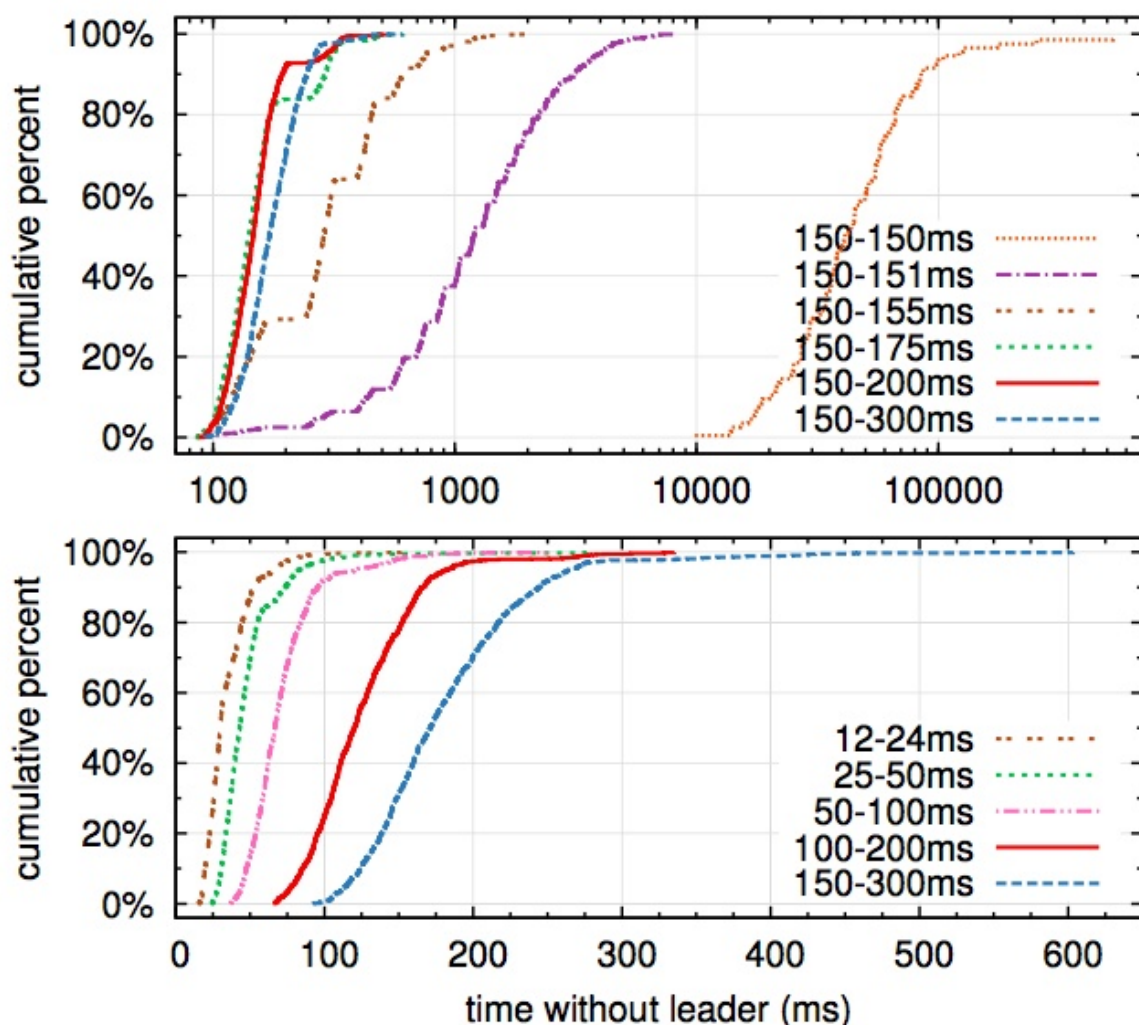 cumulative percent
100%
80%
60%
40%
20%
0%
150-150ms
150-151ms
150-155ms
150-175ms
150-200ms
150-300ms
100 1000 10000 100000
cumulative percent
100%
80%
60%
40%
20%
0%
12-24ms
25-50ms
50-100ms
100-200ms
150-300ms
0 100 200 300 400 500 600
time without leader (ms)